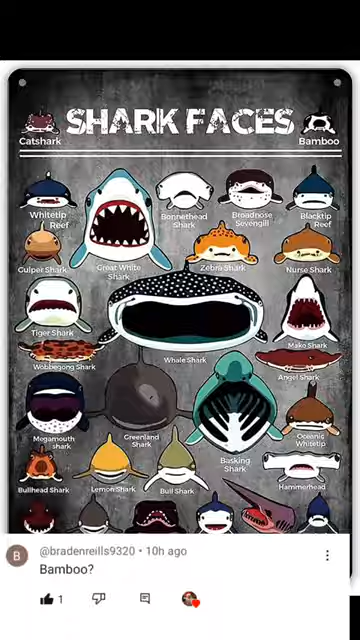 SHARK FACES
Catshark
Bamboo
Whitetip
Reef
Great White
Shark
Bonnethead
Shark
Broadnose
Sevengill
Blacktip
Reef
Gulper Shark
Zebra Shark
Nurse Shark
Tiger Shark
Whale Shark
Mako Shark
Wobbegong Shark
Angel Shark
Megamouth
shark
Greenland
Shark
Basking
Shark
Oceanic
Whitetip
Bullhead Shark
Lemon Shark
Bull Shark
Hammerhead
B
@bradenreills9320 • 10h ago
Bamboo?
1